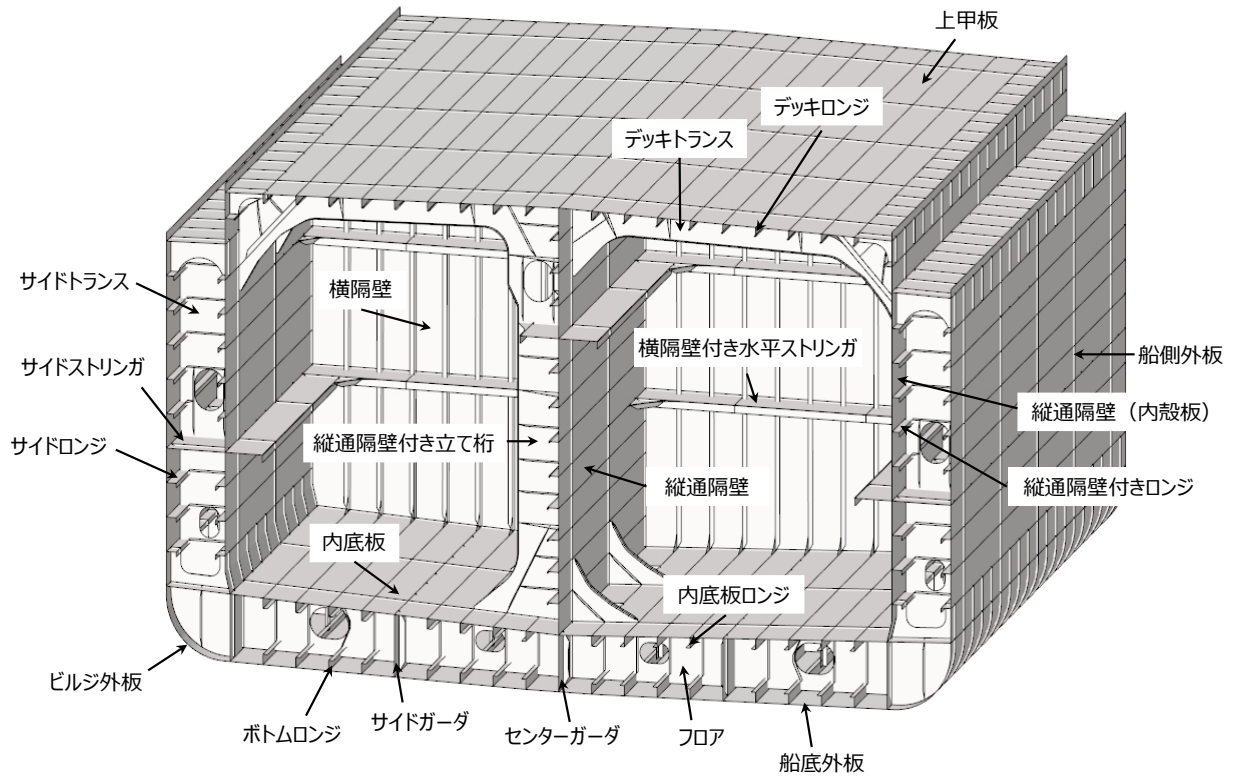 上甲板
デッキロンジ
デッキトランス
サイドトランス
横隔壁
サイドストリンガ
横隔壁付き水平ストリンガ
船側外板
縦通隔壁（内殻板）
サイドロンジ
縦通隔壁付き立て桁
縦通隔壁
縦通隔壁付きロンジ
内底板
内底板ロンジ
ビルジ外板
ボトムロンジ
サイドガーダ
センターガーダ
フロア
船底外板